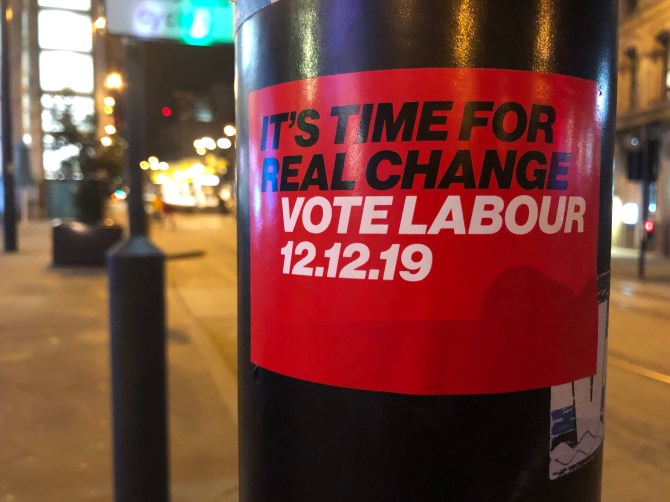 IT'S TIME FOR
REAL CHANGE
VOTE LABOUR
12.12.19